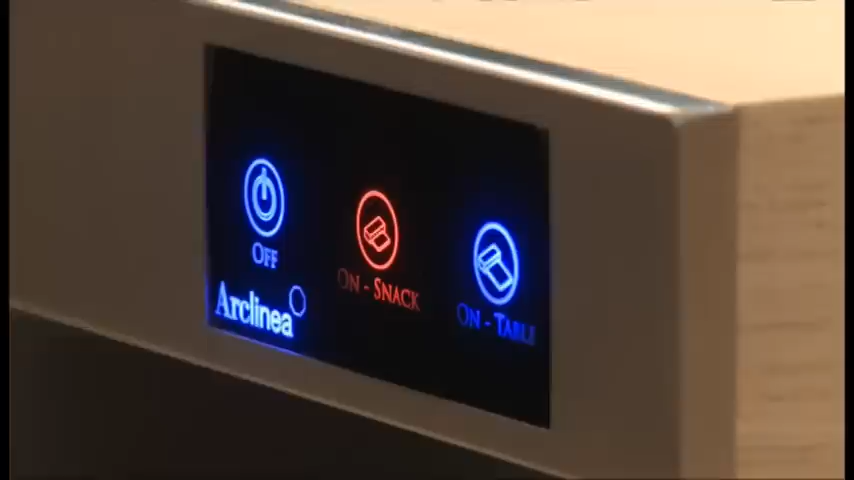 Off
On - Snack
On - Table
Arclinea